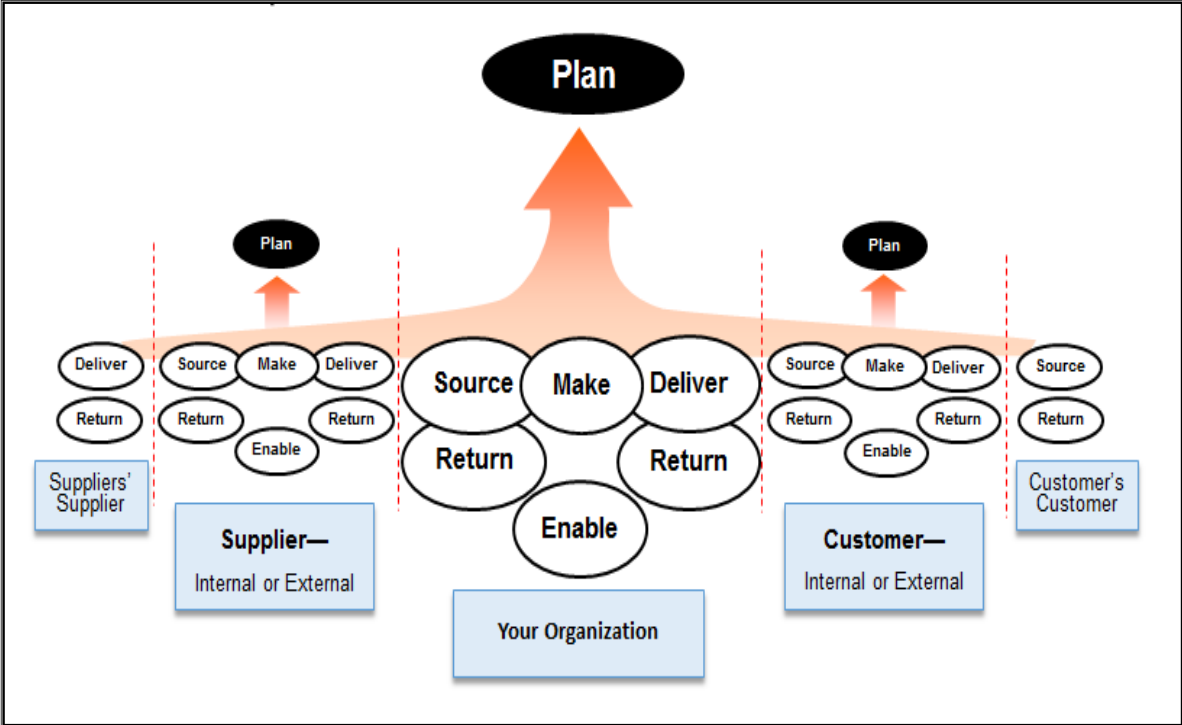 Plan
Plan
Plan
Deliver
Source
Make
Deliver
Source
Make
Deliver
Source
Make
Deliver
Source
Return
Return
Return
Return
Return
Return
Return
Return
Enable
Enable
Enable
Suppliers'
Supplier
Supplier—
Internal or External
Your Organization
Customer—
Internal or External
Customer's
Customer